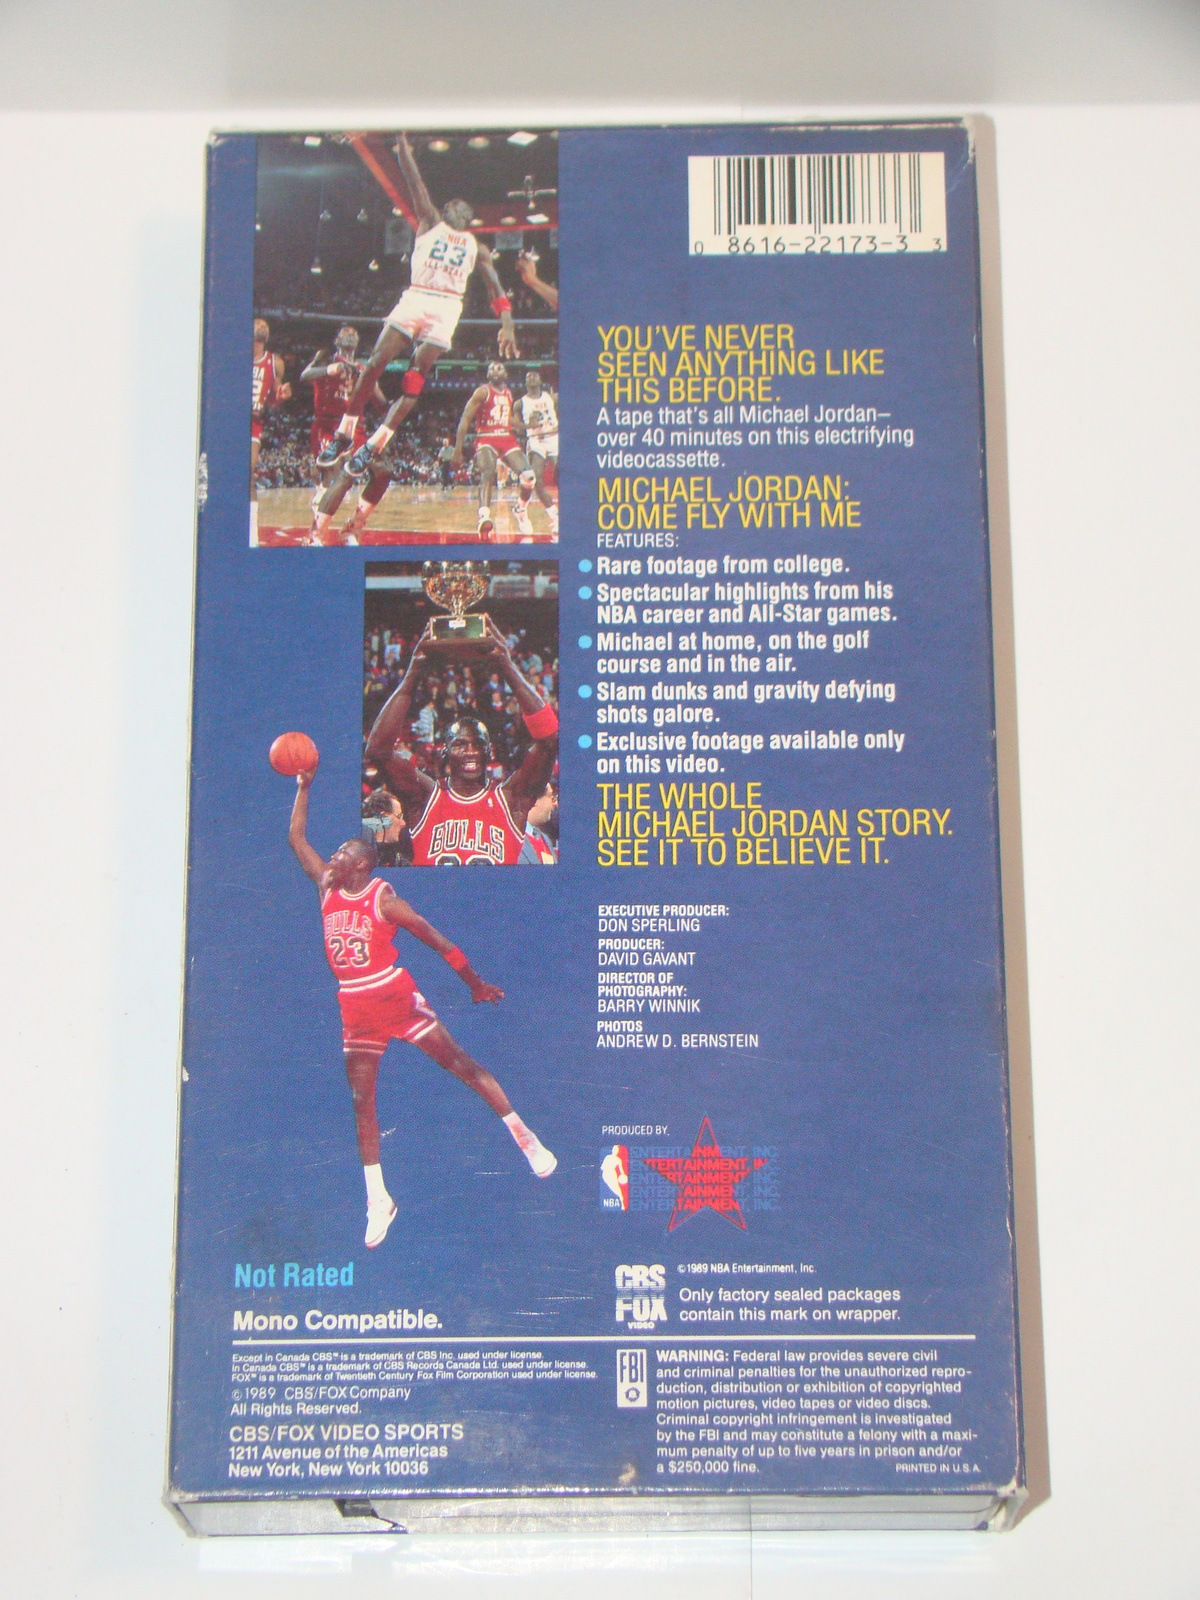 0 8616-22173-3 3
YOU'VE NEVER
SEEN ANYTHING LIKE
THIS BEFORE.
A tape that's all Michael Jordan—
over 40 minutes on this electrifying
videocassette.
MICHAEL JORDAN:
COME FLY WITH ME
FEATURES:
Rare footage from college.
Spectacular highlights from his
NBA career and All-Star games.
Michael at home, on the golf
course and in the air.
Slam dunks and gravity defying
shots galore.
Exclusive footage available only
on this video.
THE WHOLE
MICHAEL JORDAN STORY.
SEE IT TO BELIEVE IT.
EXECUTIVE PRODUCER:
DON SPERLING
PRODUCER:
DAVID GAVANT
DIRECTOR OF
PHOTOGRAPHY:
BARRY WINNIK
PHOTOS
ANDREW D. BERNSTEIN
PRODUCED BY
NBA
ENTERTAINMENT, INC.
ENTERTAINMENT, INC.
ENTERTAINMENT, INC.
ENTERTAINMENT, INC.
ENTERTAINMENT, INC.
NBA
23
ALL-STAR
42
BULLS
BULLS
23
Not Rated
Mono Compatible.
CBS
FOX
VIDEO
©1989 NBA Entertainment, Inc.
Only factory sealed packages
contain this mark on wrapper.
Except in Canada CBS™ is a trademark of CBS Inc. used under license.
In Canada CBS™ is a trademark of CBS Records Canada Ltd. used under license.
FOX™ is a trademark of Twentieth Century Fox Film Corporation used under license.
©1989 CBS/FOX Company
All Rights Reserved.
CBS/FOX VIDEO SPORTS
1211 Avenue of the Americas
New York, New York 10036
FBI
WARNING: Federal law provides severe civil
and criminal penalties for the unauthorized repro-
duction, distribution or exhibition of copyrighted
motion pictures, video tapes or video discs.
Criminal copyright infringement is investigated
by the FBI and may constitute a felony with a maxi-
mum penalty of up to five years in prison and/or
a $250,000 fine.
PRINTED IN U.S.A.